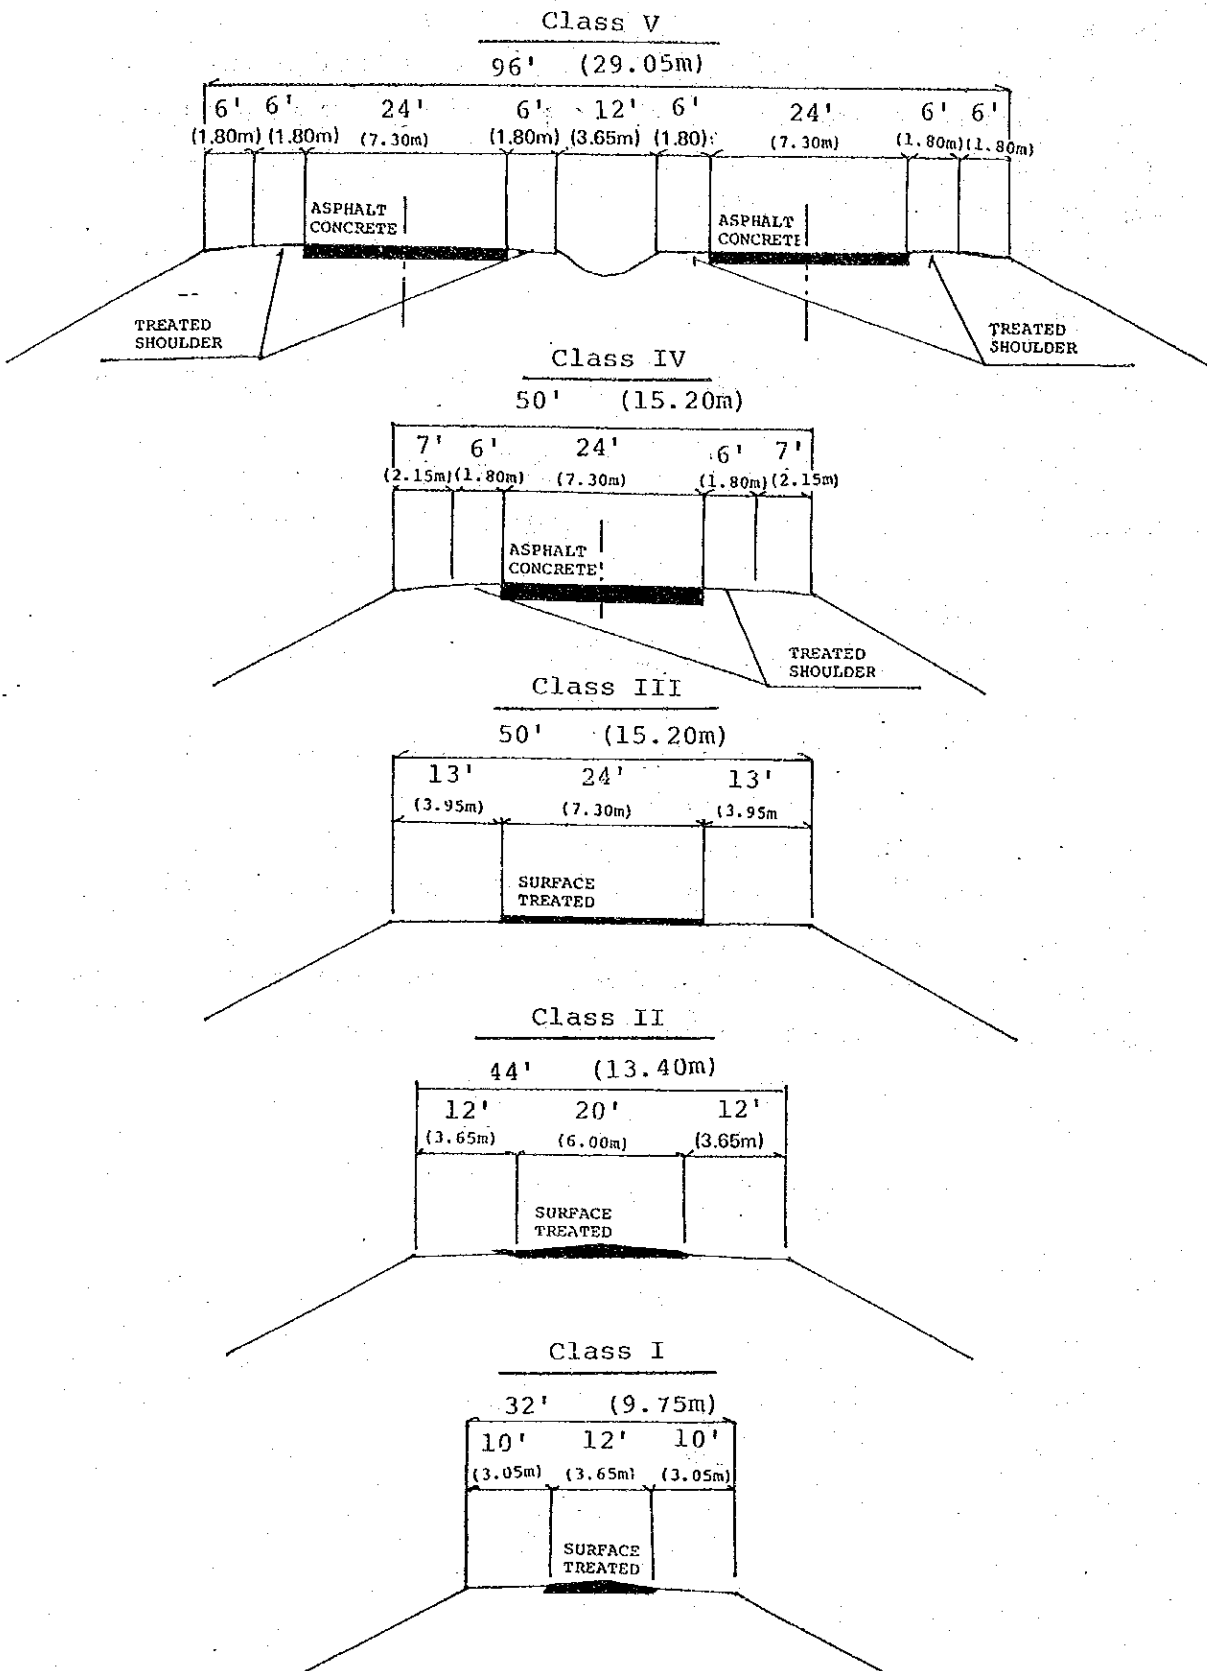 Class V
96' (29.05m)
6' 6' 24' 6' 12' 6' 24' 6' 6'
(1.80m) (1.80m) (7.30m) (1.80m) (3.65m) (1.80) (7.30m) (1.80m) (1.80m)
ASPHALT
CONCRETE
ASPHALT
CONCRETE
TREATED
SHOULDER
TREATED
SHOULDER
Class IV
50' (15.20m)
7' 6' 24' 6' 7'
(2.15m) (1.80m) (7.30m) (1.80m) (2.15m)
ASPHALT
CONCRETE
TREATED
SHOULDER
Class III
50' (15.20m)
13' 24' 13'
(3.95m) (7.30m) (3.95m
SURFACE
TREATED
Class II
44' (13.40m)
12' 20' 12'
(3.65m) (6.00m) (3.65m)
SURFACE
TREATED
Class I
32' (9.75m)
10' 12' 10'
(3.05m) (3.65m) (3.05m)
SURFACE
TREATED